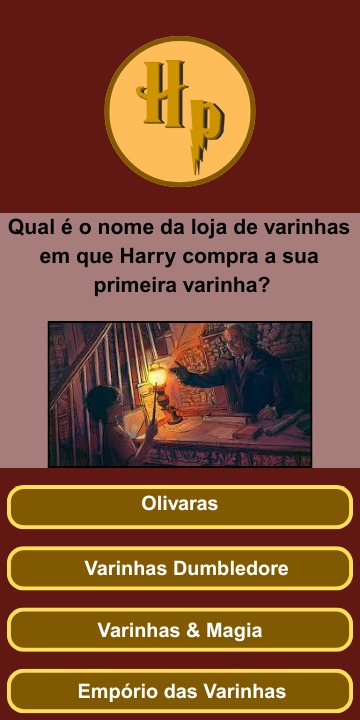 HP
Qual é o nome da loja de varinhas
em que Harry compra a sua
primeira varinha?
Olivaras
Varinhas Dumbledore
Varinhas & Magia
Empório das Varinhas